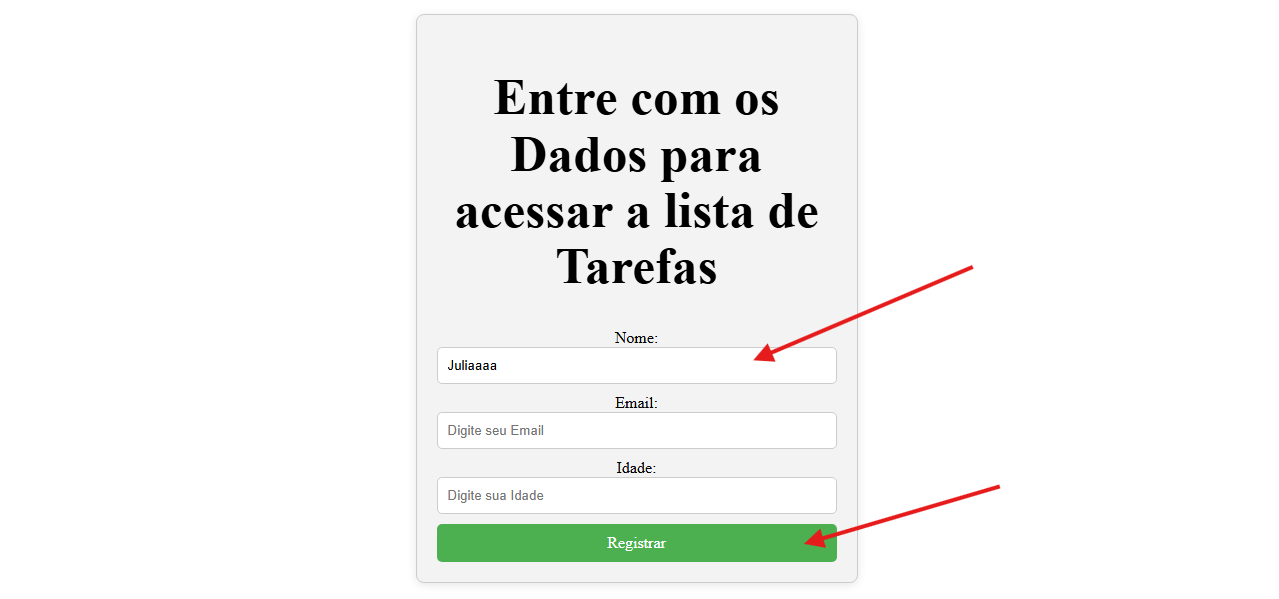 Entre com os
Dados para
acessar a lista de
Tarefas
Nome:
Juliaaaa
Email:
Digite seu Email
Idade:
Digite sua Idade
Registrar